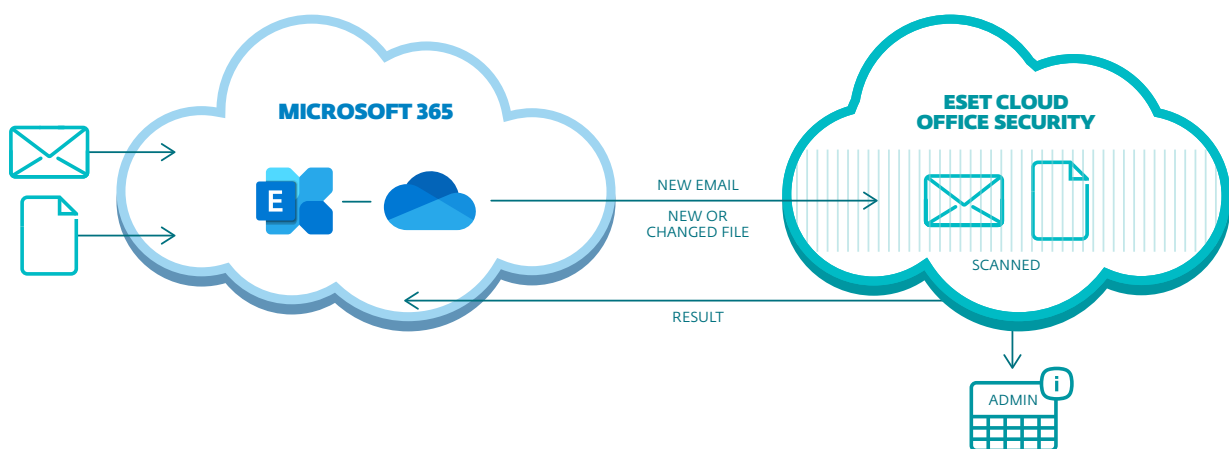 MICROSOFT 365
E
NEW EMAIL
NEW OR
CHANGED FILE
RESULT
ESET CLOUD
OFFICE SECURITY
SCANNED
ADMIN
i